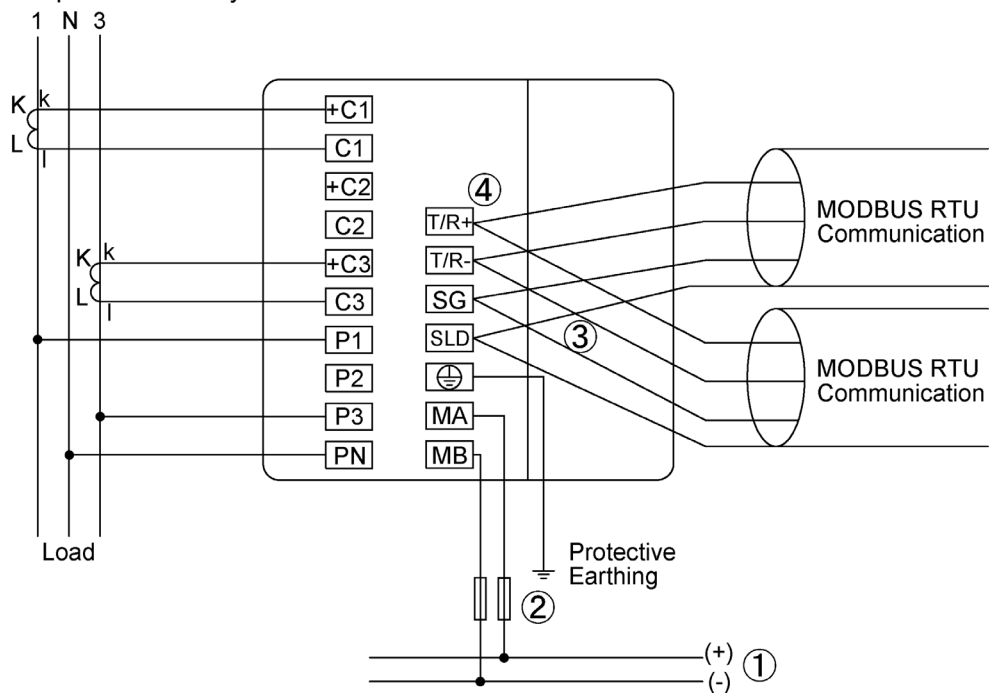 1 N 3
K k
L l
K k
L l
+C1
C1
+C2
C2
+C3
C3
P1
P2
P3
PN
④
T/R+
T/R-
SG
SLD
MA
MB
③
MODBUS RTU
Communication
MODBUS RTU
Communication
Load
Protective
Earthing
②
(+) ①
(-)